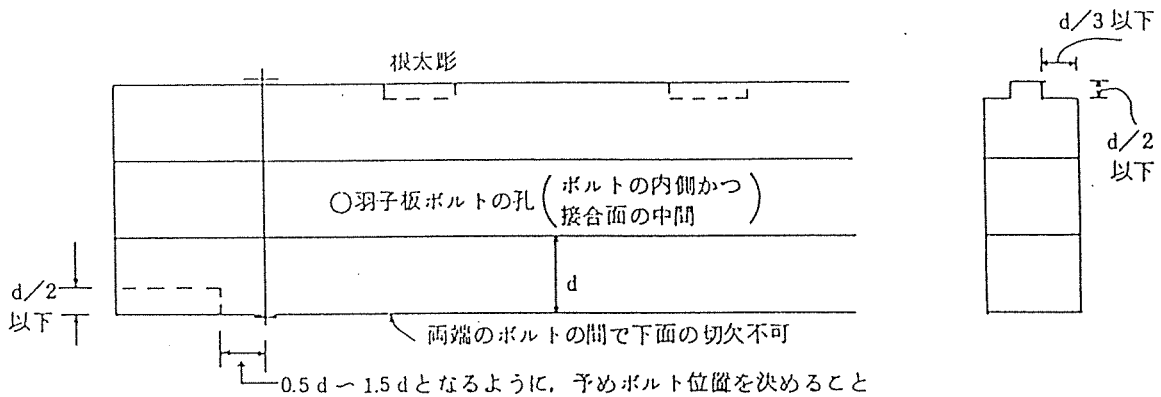 d/3 以下
根太彫
d/2
以下
○羽子板ボルトの孔(ボルトの内側かつ
接合面の中間)
d/2
以下
d
両端のボルトの間で下面の切欠不可
0.5d～1.5dとなるように，予めボルト位置を決めること